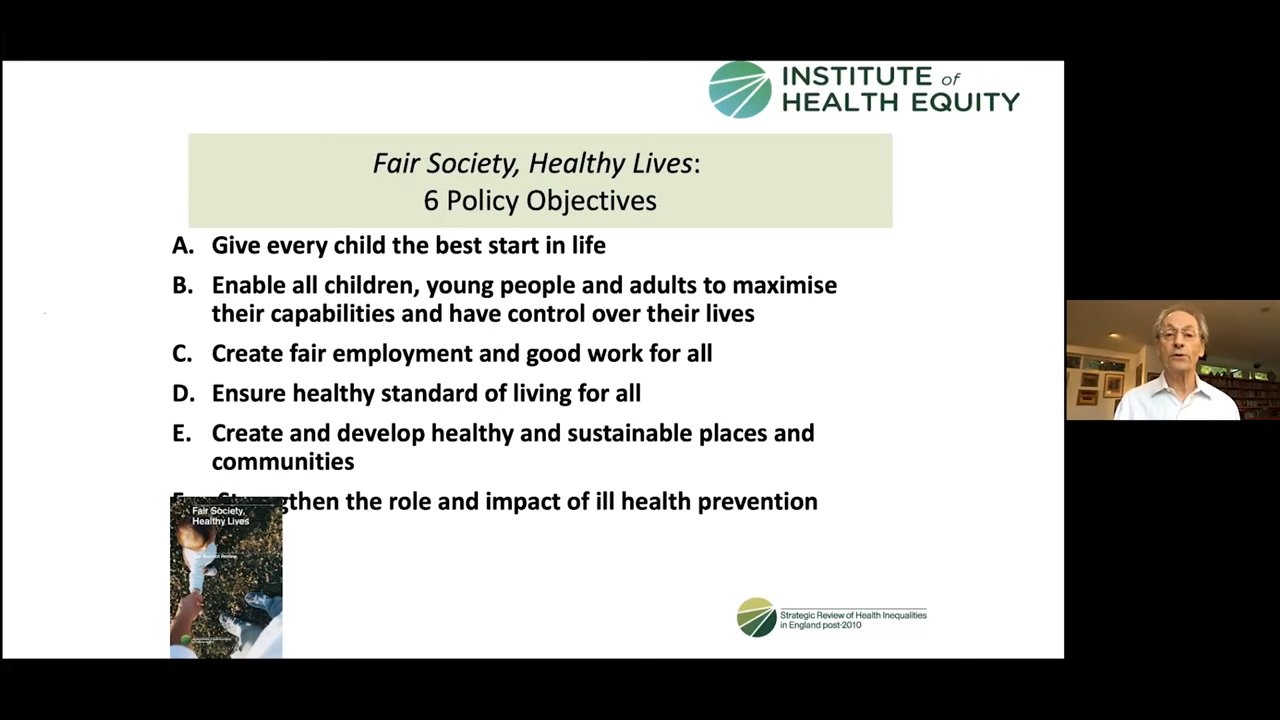 INSTITUTE of
HEALTH EQUITY
Fair Society, Healthy Lives:
6 Policy Objectives
A. Give every child the best start in life
B. Enable all children, young people and adults to maximise
their capabilities and have control over their lives
C. Create fair employment and good work for all
D. Ensure healthy standard of living for all
E. Create and develop healthy and sustainable places and
communities
F. Strengthen the role and impact of ill health prevention
Fair Society,
Healthy Lives
Strategic Review of Health Inequalities
in England post-2010